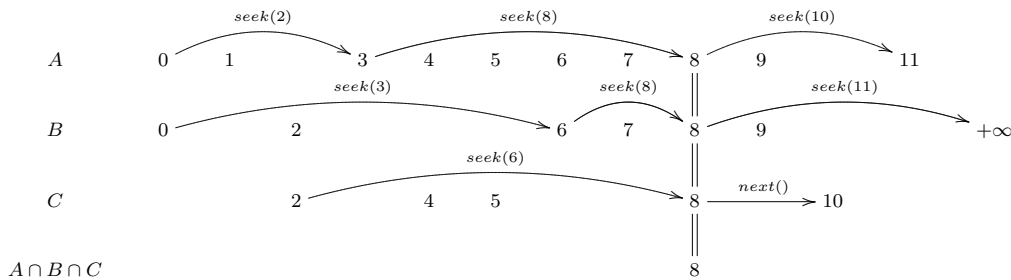 seek(2) seek(8) seek(10)
A 0 1 3 4 5 6 7 8 9 11
seek(3) seek(8) seek(11)
B 0 2 6 7 8 9 +∞
seek(6)
next()
C 2 4 5 8 10
A ∩ B ∩ C 8